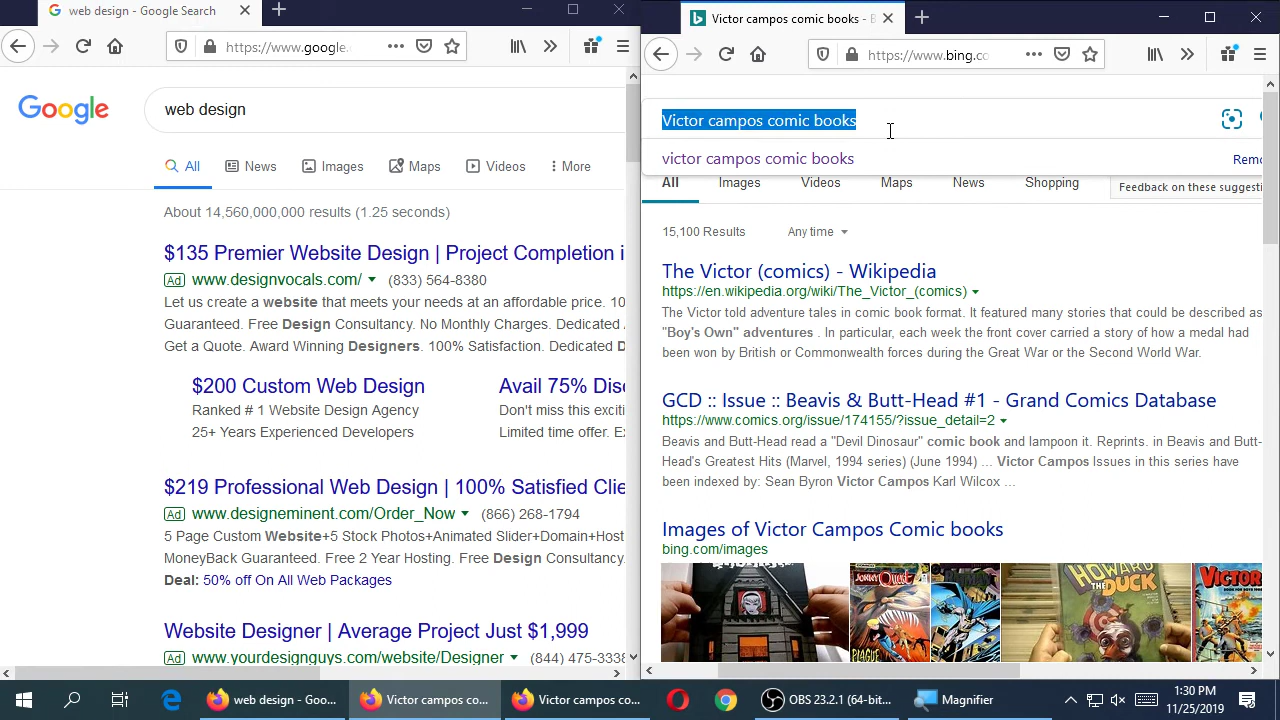 web design - Google Search
https://www.google.
Google
web design
All
News
Images
Maps
Videos
More
About 14,560,000,000 results (1.25 seconds)
$135 Premier Website Design | Project Completion i
Ad www.designvocals.com/ (833) 564-8380
Let us create a website that meets your needs at an affordable price. 10
Guaranteed. Free Design Consultancy. No Monthly Charges. Dedicated
Get a Quote. Award Winning Designers. 100% Satisfaction. Dedicated D
$200 Custom Web Design
Ranked # 1 Website Design Agency
25+ Years Experienced Developers
Avail 75% Disc
Don't miss this exciti
Limited time offer. E
$219 Professional Web Design | 100% Satisfied Clie
Ad www.designeminent.com/Order_Now (866) 268-1794
5 Page Custom Website+5 Stock Photos+Animated Slider+Domain+Host
MoneyBack Guaranteed. Free 2 Year Hosting. Free Design Consultancy.
Deal: 50% off On All Web Packages
Website Designer | Average Project Just $1,999
Ad www.yourdesignguys.com/website/Designer (844) 475-3338
Victor campos comic books - B
https://www.bing.co
Victor campos comic books
victor campos comic books
Remo
All
Images
Videos
Maps
News
Shopping
Feedback on these suggesti
15,100 Results
Any time
The Victor (comics) - Wikipedia
https://en.wikipedia.org/wiki/The_Victor_(comics)
The Victor told adventure tales in comic book format. It featured many stories that could be described as
"Boy's Own" adventures . In particular, each week the front cover carried a story of how a medal had
been won by British or Commonwealth forces during the Great War or the Second World War.
GCD :: Issue :: Beavis & Butt-Head #1 - Grand Comics Database
https://www.comics.org/issue/174155/?issue_detail=2
Beavis and Butt-Head read a "Devil Dinosaur" comic book and lampoon it. Reprints. in Beavis and Butt-
Head's Greatest Hits (Marvel, 1994 series) (June 1994) ... Victor Campos Issues in this series have
been indexed by: Sean Byron Victor Campos Karl Wilcox ...
Images of Victor Campos Comic books
bing.com/images
JONNY QUEST
PLAGUE
HOWARD
THE DUCK
VICTOR
web design - Goo...
Victor campos co...
Victor campos co...
OBS 23.2.1 (64-bit...
Magnifier
1:30 PM
11/25/2019